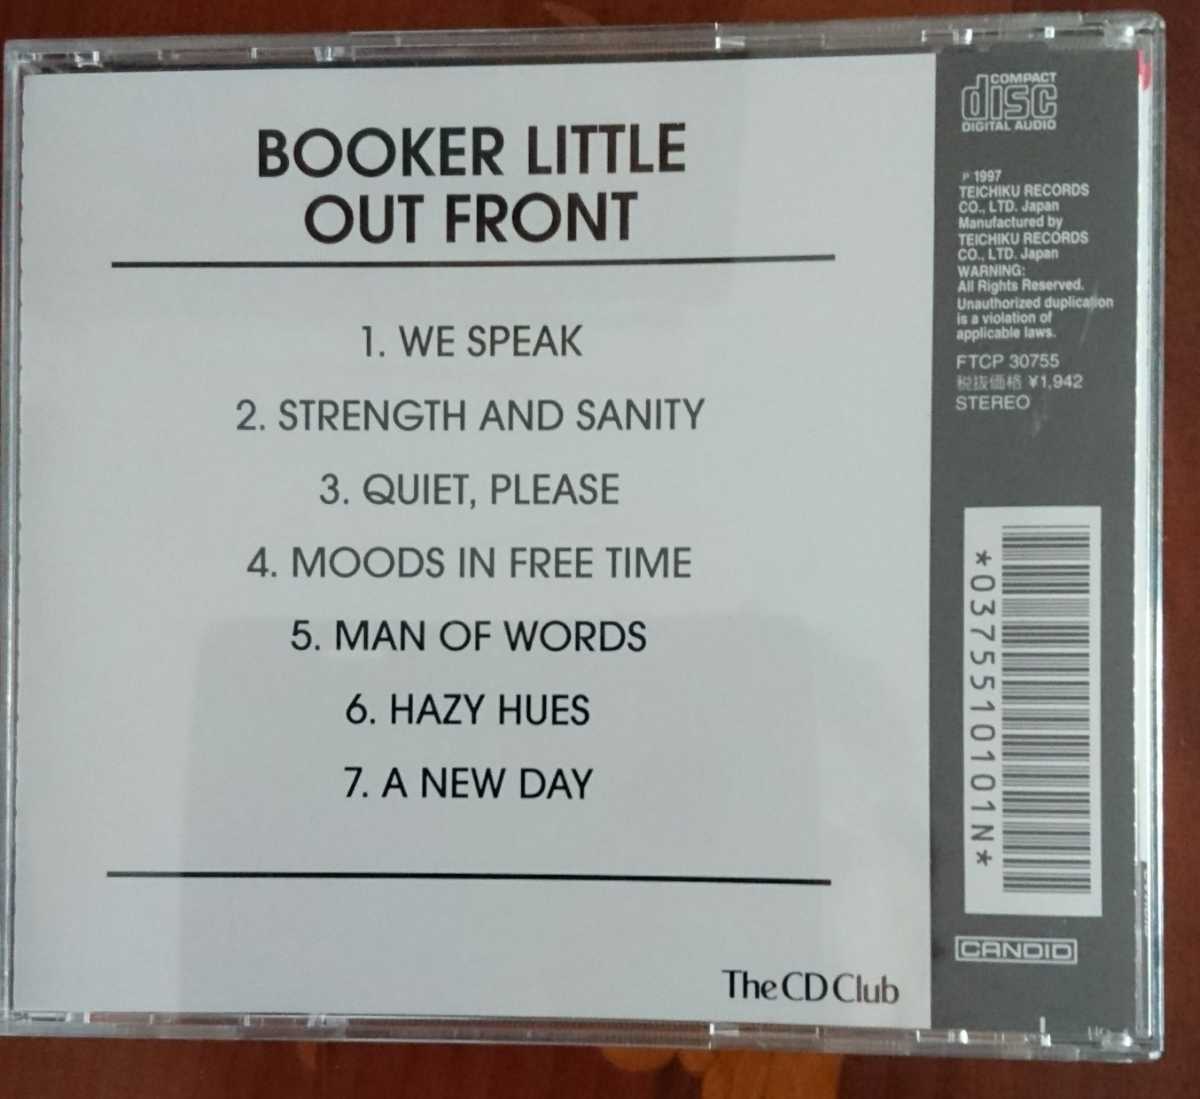 BOOKER LITTLE
OUT FRONT
1. WE SPEAK
2. STRENGTH AND SANITY
3. QUIET, PLEASE
4. MOODS IN FREE TIME
5. MAN OF WORDS
6. HAZY HUES
7. A NEW DAY
The CD Club
COMPACT
disc
DIGITAL AUDIO
℗ 1997
TEICHIKU RECORDS
CO., LTD. Japan
Manufactured by
TEICHIKU RECORDS
CO., LTD. Japan
WARNING:
All Rights Reserved.
Unauthorized duplication
is a violation of
applicable laws.
FTCP 30755
税抜価格 ¥1,942
STEREO
*0375510101N*
CANDID